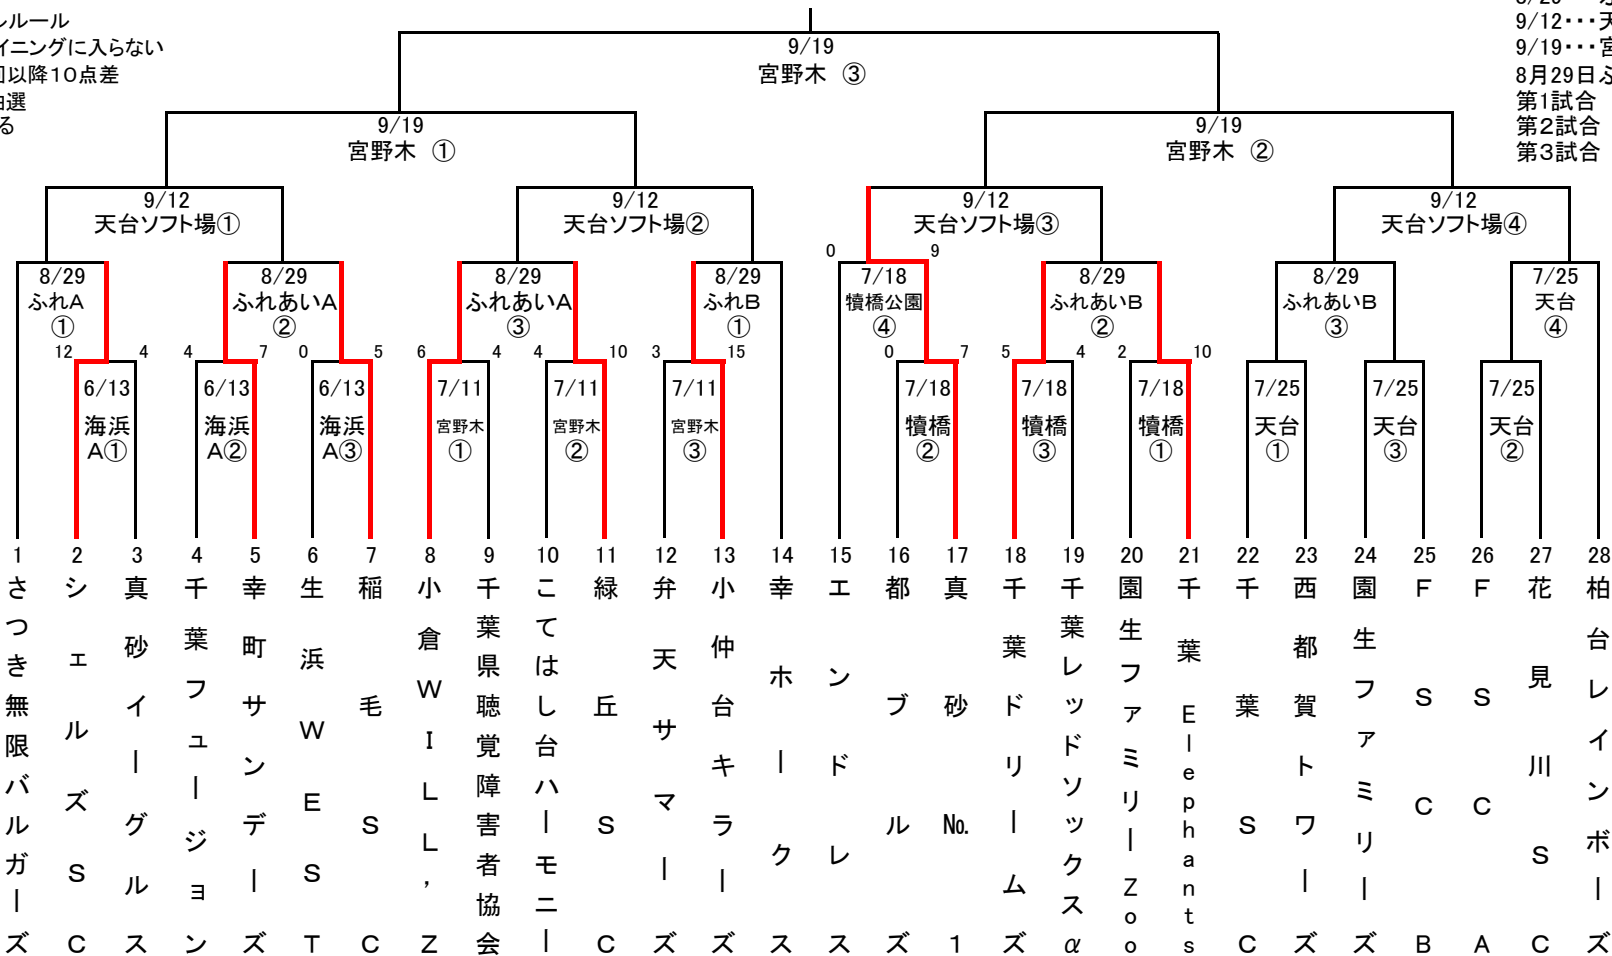 ルール
イニングに入らない
以降10点差
抽選
る
9/12・・・天
9/19・・・宮
8月29日ふ
第1試合
第2試合
第3試合
9/19
宮野木 ③
9/19
宮野木 ①
9/19
宮野木 ②
9/12
天台ソフト場①
9/12
天台ソフト場②
9/12
天台ソフト場③
9/12
天台ソフト場④
8/29
ふれA
①
8/29
ふれあいA
②
8/29
ふれあいA
③
8/29
ふれB
①
0 9
7/18
犢橋公園
④
8/29
ふれあいB
②
8/29
ふれあいB
③
7/25
天台
④
12 4
6/13
海浜
A①
4 7
6/13
海浜
A②
0 5
6/13
海浜
A③
6 4
7/11
宮野木
①
4 10
7/11
宮野木
②
3 15
7/11
宮野木
③
0 7
7/18
犢橋
②
5 4
7/18
犢橋
③
2 10
7/18
犢橋
①
7/25
天台
①
7/25
天台
③
7/25
天台
②
1 さつき無限バルガーズ
2 シェルズSC
3 真砂イーグルス
4 千葉フュージョン
5 幸町サンデーズ
6 生浜WEST
7 稲毛SC
8 小倉WILL’Z
9 千葉県聴覚障害者協会
10 こてはし台ハーモニー
11 緑丘SC
12 弁天サマーズ
13 小仲台キラーズ
14 幸ホークス
15 エンドレス
16 都ブルズ
17 真砂№1
18 千葉ドリームズ
19 千葉レッドソックスα
20 園生ファミリーZoo
21 千葉Elephants
22 千葉SC
23 西都賀トワーズ
24 園生ファミリーズ
25 FSCB
26 FSCA
27 花見川SC
28 柏台レインボーズ